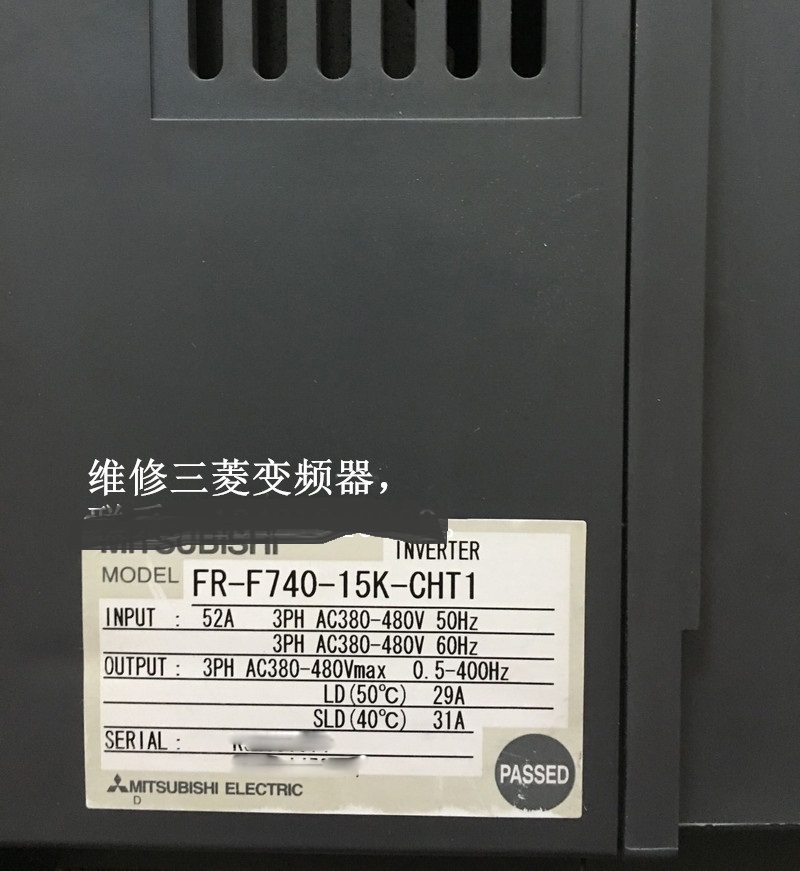 维修三菱变频器，
MITSUBISHI
INVERTER
MODEL FR-F740-15K-CHT1
INPUT : 52A 3PH AC380-480V 50Hz
3PH AC380-480V 60Hz
OUTPUT : 3PH AC380-480Vmax 0.5-400Hz
LD(50℃) 29A
SLD(40℃) 31A
SERIAL :
PASSED
MITSUBISHI ELECTRIC
D